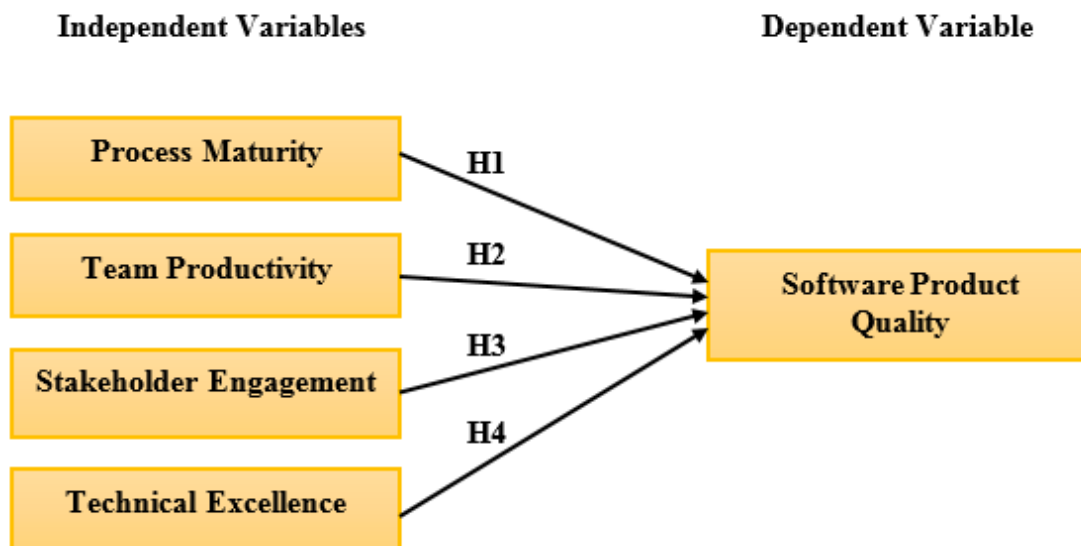 Independent Variables
Dependent Variable
Process Maturity
H1
Team Productivity
H2
Software Product
Quality
Stakeholder Engagement
H3
Technical Excellence
H4